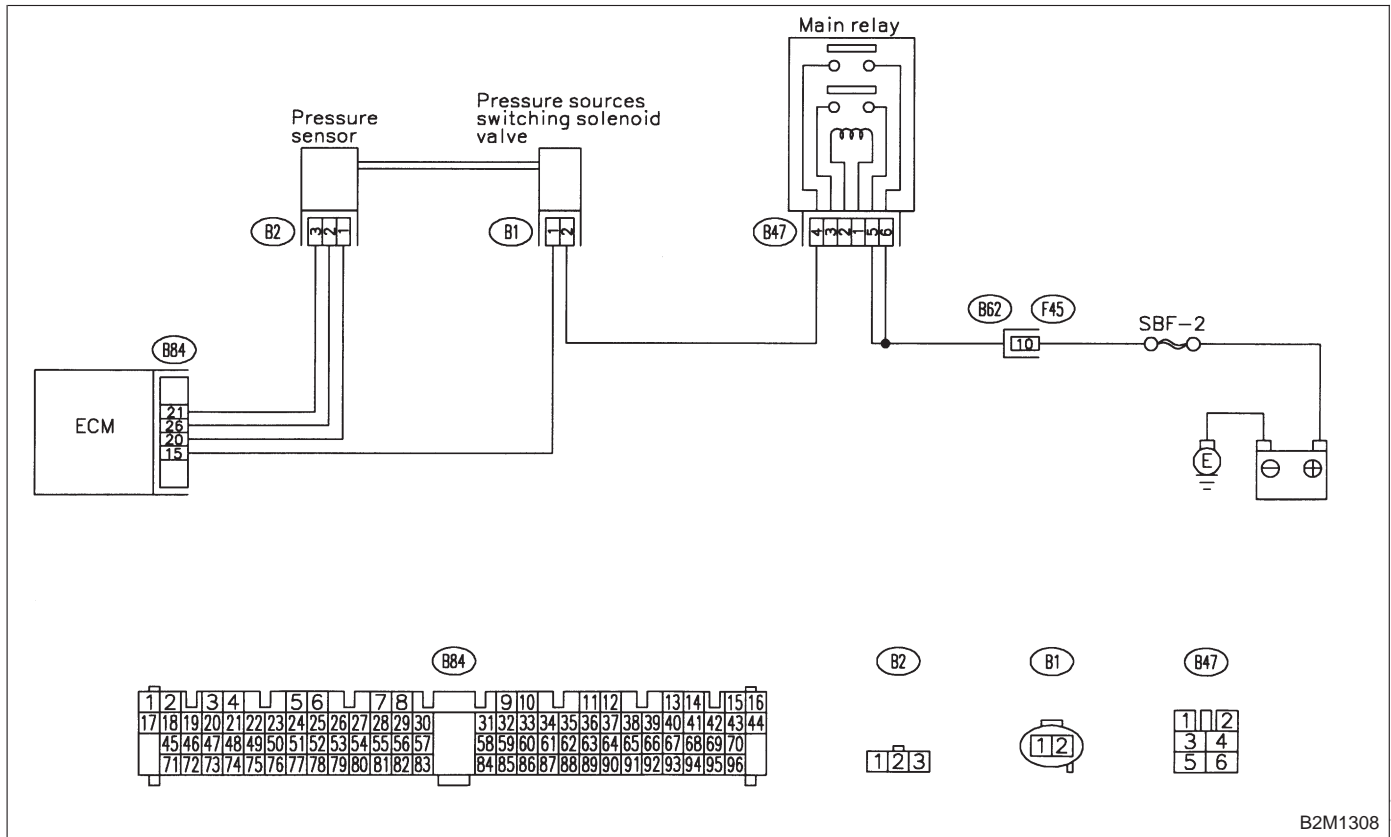 Main relay
Pressure sources
switching solenoid
valve
Pressure
sensor
B2
3 2 1
B1
1 2
B47
4 3 2 1 5 6
B62
F45
10
SBF-2
B84
ECM
21
26
20
15
E
⊖ ⊕
B84
1 2 3 4 5 6 7 8 9 10 11 12 13 14 15 16
17 18 19 20 21 22 23 24 25 26 27 28 29 30 31 32 33 34 35 36 37 38 39 40 41 42 43 44
45 46 47 48 49 50 51 52 53 54 55 56 57 58 59 60 61 62 63 64 65 66 67 68 69 70
71 72 73 74 75 76 77 78 79 80 81 82 83 84 85 86 87 88 89 90 91 92 93 94 95 96
B2
1 2 3
B1
1 2
B47
1 2
3 4
5 6
B2M1308